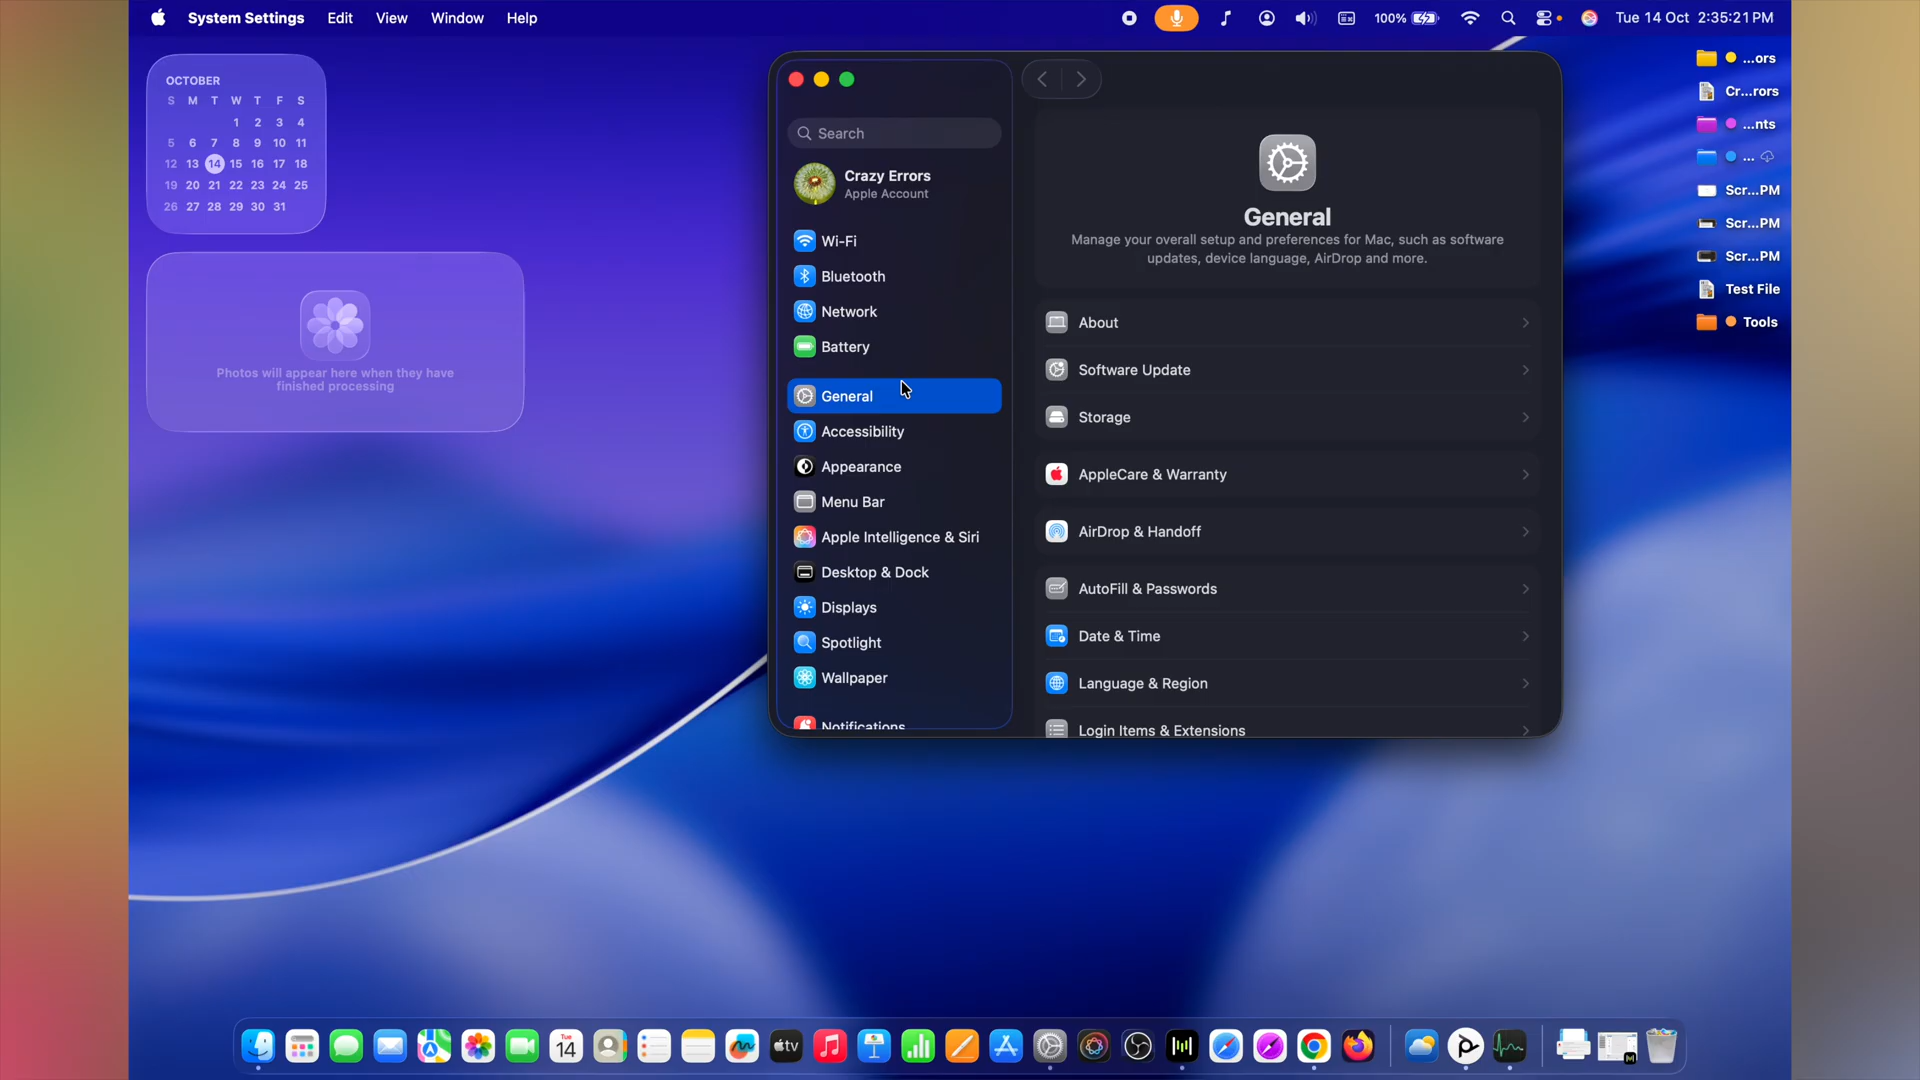 System Settings Edit View Window Help
100% Tue 14 Oct 2:35:21 PM
OCTOBER
S M T W T F S
1 2 3 4
5 6 7 8 9 10 11
12 13 14 15 16 17 18
19 20 21 22 23 24 25
26 27 28 29 30 31
Photos will appear here when they have
finished processing
Search
Crazy Errors
Apple Account
Wi-Fi
Bluetooth
Network
Battery
General
Accessibility
Appearance
Menu Bar
Apple Intelligence & Siri
Desktop & Dock
Displays
Spotlight
Wallpaper
Notifications
General
Manage your overall setup and preferences for Mac, such as software
updates, device language, AirDrop and more.
About
Software Update
Storage
AppleCare & Warranty
AirDrop & Handoff
AutoFill & Passwords
Date & Time
Language & Region
Login Items & Extensions
...ors
Cr...rors
...nts
...
Scr...PM
Scr...PM
Scr...PM
Test File
Tools
Tue
14
tv